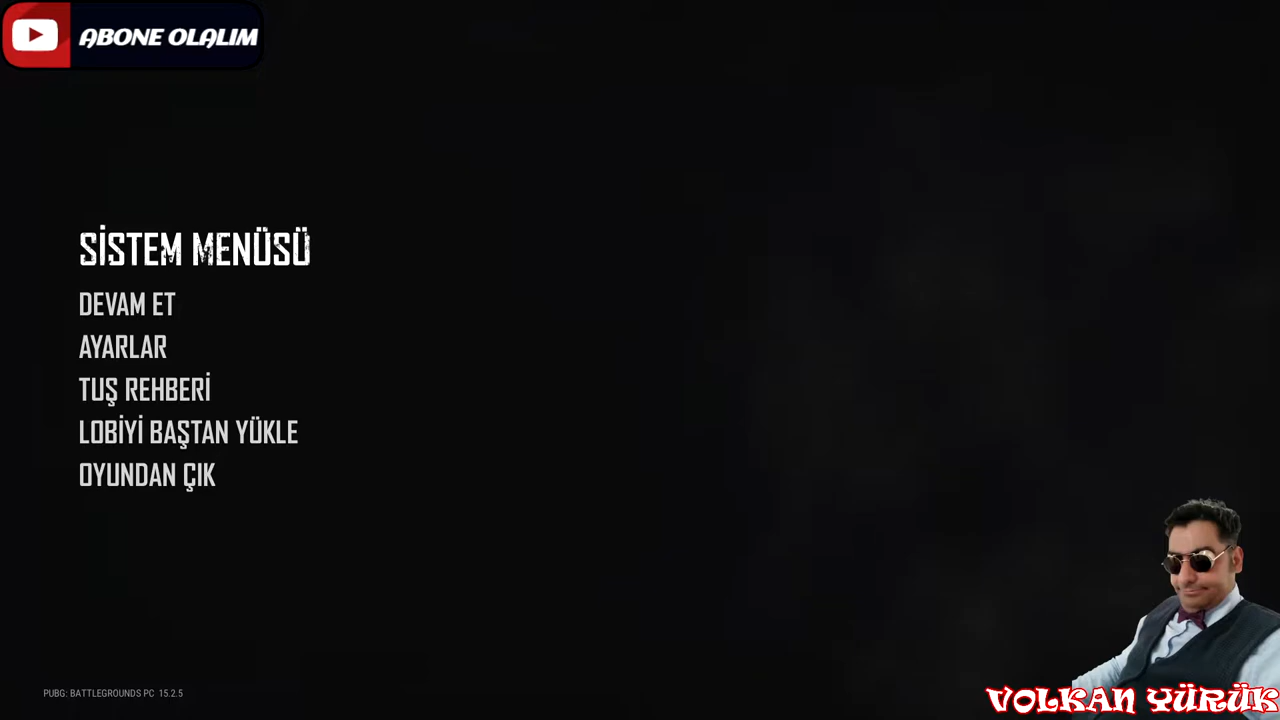 ABONE OLALIM
SİSTEM MENÜSÜ
DEVAM ET
AYARLAR
TUŞ REHBERİ
LOBİYİ BAŞTAN YÜKLE
OYUNDAN ÇIK
PUBG: BATTLEGROUNDS PC 15.2.5
VOLKAN YÜRÜK